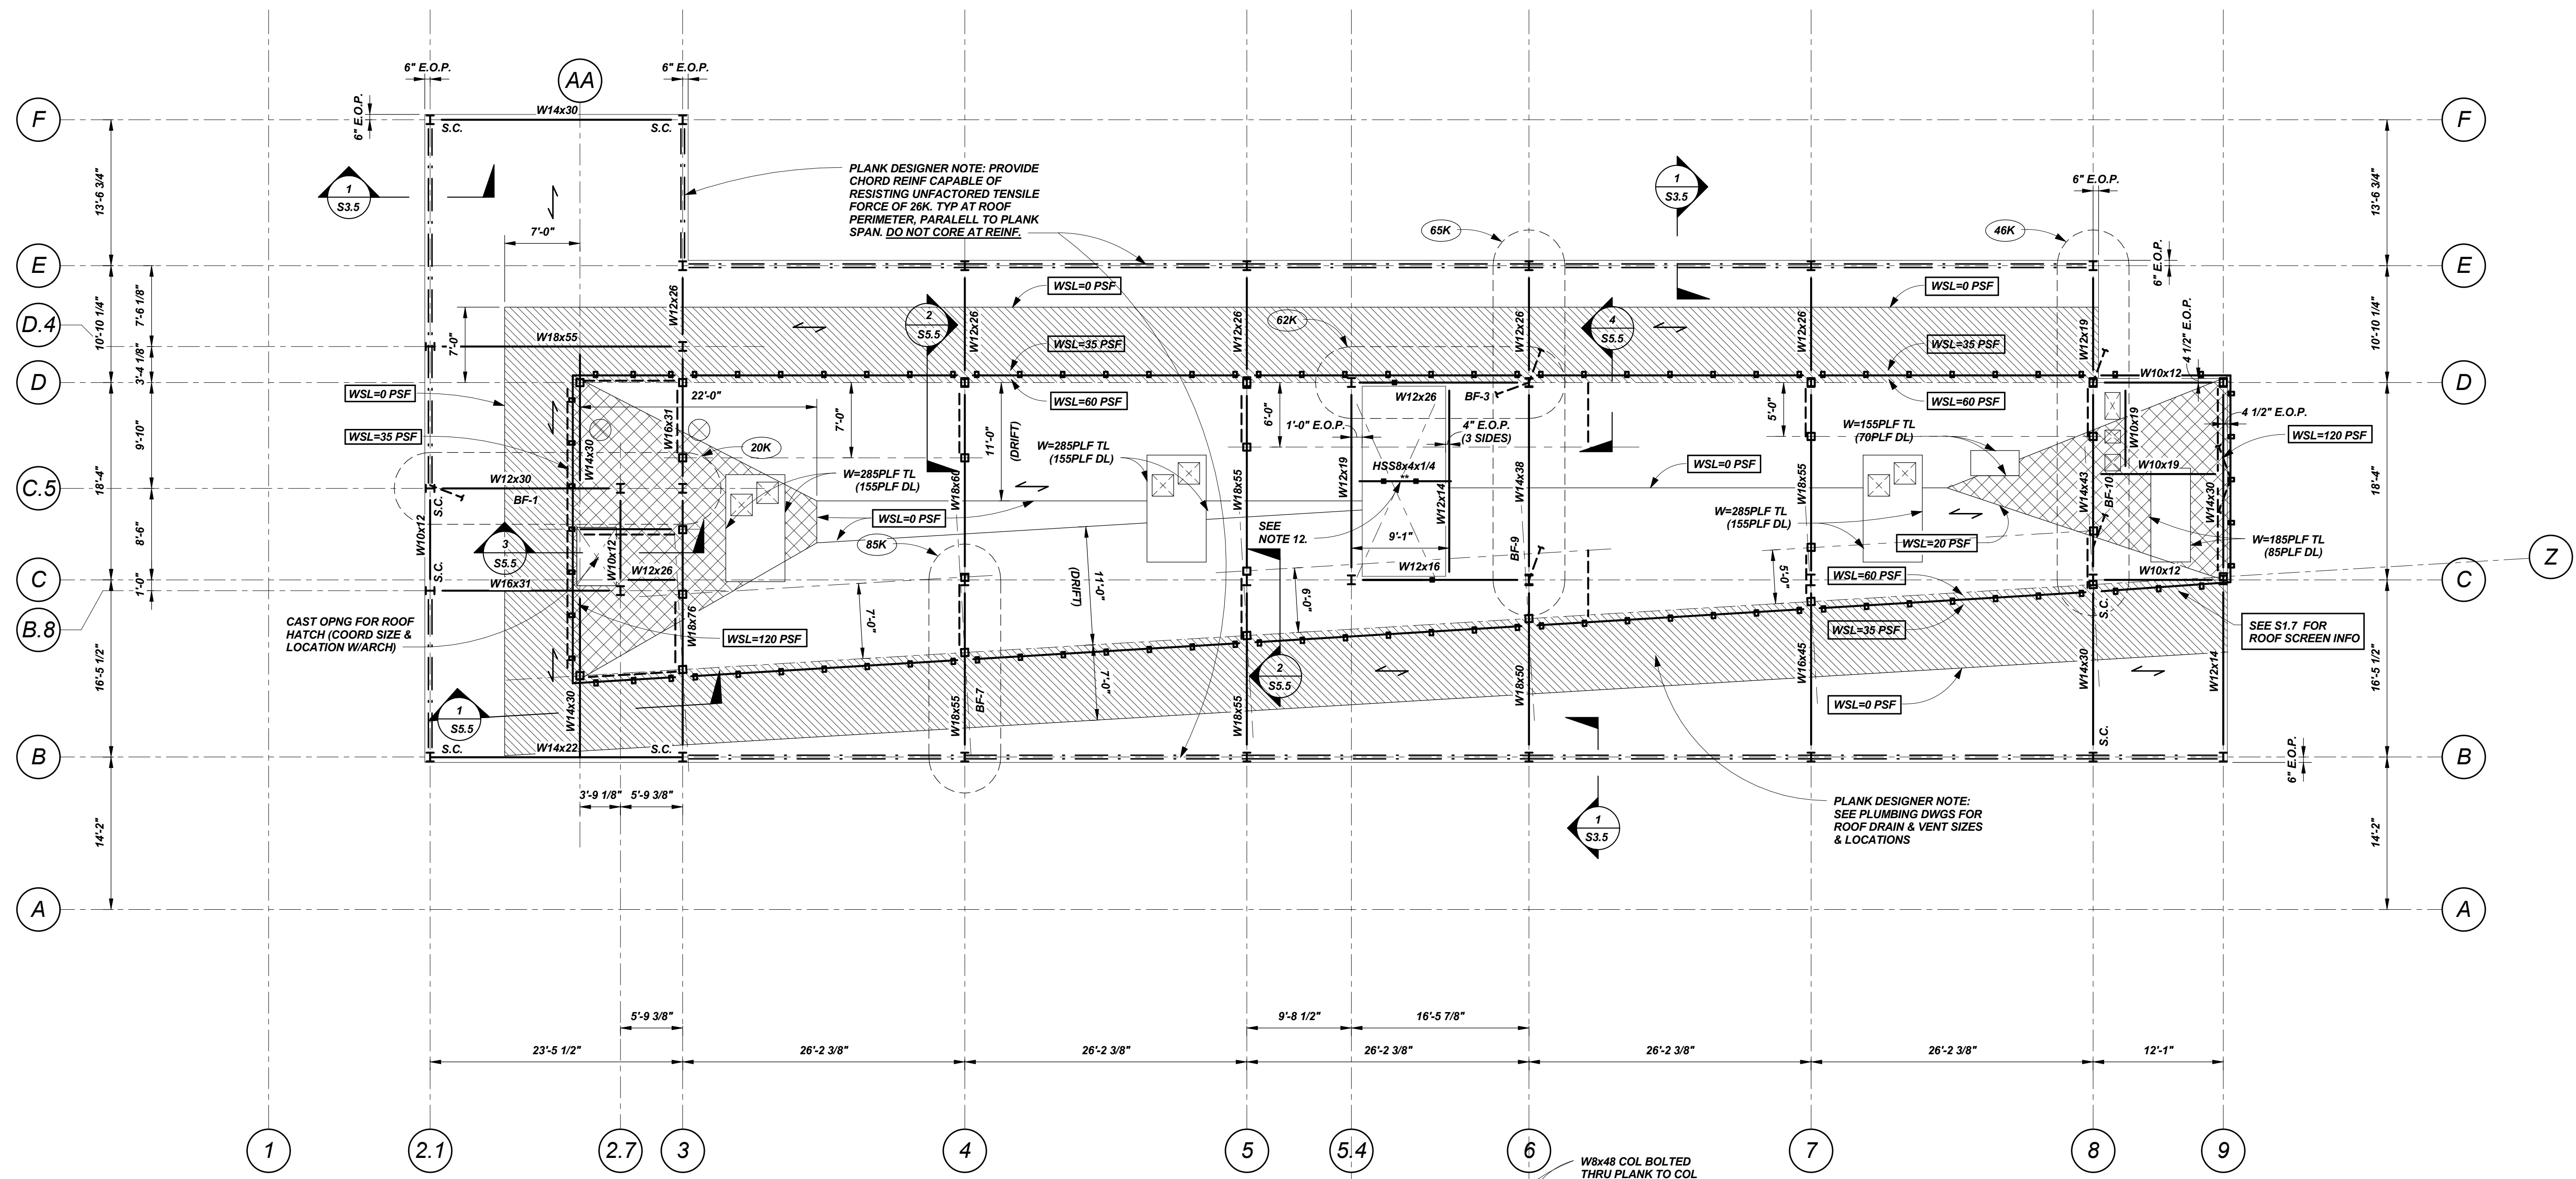 6" E.O.P.
6" E.O.P.
AA
6" E.O.P.
F
W14x30
F
S.C.
S.C.
13'-6 3/4"
1
S3.5
PLANK DESIGNER NOTE: PROVIDE
CHORD REINF CAPABLE OF
RESISTING UNFACTORED TENSILE
FORCE OF 26K. TYP AT ROOF
PERIMETER, PARALELL TO PLANK
SPAN. DO NOT CORE AT REINF.
1
S3.5
6" E.O.P.
13'-6 3/4"
7'-0"
65K
46K
E
E
6" E.O.P.
10'-10 1/4"
7'-6 1/8"
W12x26
WSL=0 PSF
WSL=0 PSF
10'-10 1/4"
D.4
2
S5.5
W12x26
W12x26
62K
W12x26
4
S5.5
W12x26
W12x19
4 1/2" E.O.P.
W18x55
7'-0"
WSL=35 PSF
WSL=35 PSF
3'-4 1/8"
D
W10x12
D
WSL=0 PSF
22'-0"
WSL=60 PSF
W12x26
BF-3
WSL=60 PSF
4 1/2" E.O.P.
9'-10"
WSL=35 PSF
W14x30
W16x31
20K
7'-0"
11'-0"
(DRIFT)
W=285PLF TL
(155PLF DL)
6'-0"
1'-0" E.O.P.
4" E.O.P.
(3 SIDES)
5'-0"
W=155PLF TL
(70PLF DL)
W10x19
WSL=120 PSF
18'-4"
W=285PLF TL
(155PLF DL)
HSS8x4x1/4
**
WSL=0 PSF
W10x19
18'-4"
C.5
W12x30
BF-1
S.C.
W18x60
W18x55
W12x19
W12x14
W14x38
W18x55
W14x43
BF-10
W14x30
8'-6"
W10x12
3
S5.5
WSL=0 PSF
85K
SEE
NOTE 12.
9'-1"
BF-9
W=285PLF TL
(155PLF DL)
WSL=20 PSF
W=185PLF TL
(85PLF DL)
Z
C
S.C.
W10x12
W12x26
W16x31
11'-0"
(DRIFT)
W12x16
WSL=60 PSF
5'-0"
W10x12
C
1'-0"
B.8
7'-0"
6'-0"
S.C.
CAST OPNG FOR ROOF
HATCH (COORD SIZE &
LOCATION W/ARCH)
W18x76
WSL=120 PSF
WSL=35 PSF
SEE S1.7 FOR
ROOF SCREEN INFO
16'-5 1/2"
W14x30
1
S5.5
W18x55
BF-7
7'-0"
W18x55
2
S5.5
W18x50
W16x45
WSL=0 PSF
W14x30
W12x14
16'-5 1/2"
S.C.
W14x22
S.C.
S.C.
B
B
6" E.O.P.
3'-9 1/8"
5'-9 3/8"
14'-2"
1
S3.5
PLANK DESIGNER NOTE:
SEE PLUMBING DWGS FOR
ROOF DRAIN & VENT SIZES
& LOCATIONS
14'-2"
A
A
5'-9 3/8"
9'-8 1/2"
16'-5 7/8"
23'-5 1/2"
26'-2 3/8"
26'-2 3/8"
26'-2 3/8"
26'-2 3/8"
26'-2 3/8"
12'-1"
1
2.1
2.7
3
4
5
5.4
6
7
8
9
W8x48 COL BOLTED
THRU PLANK TO COL